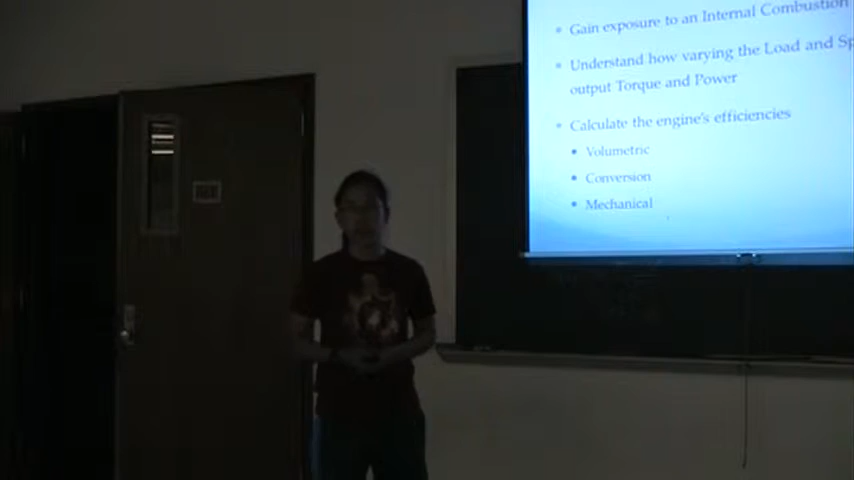 • Gain exposure to an Internal Combustion
• Understand how varying the Load and Sp
output Torque and Power
• Calculate the engine's efficiencies
• Volumetric
• Conversion
• Mechanical